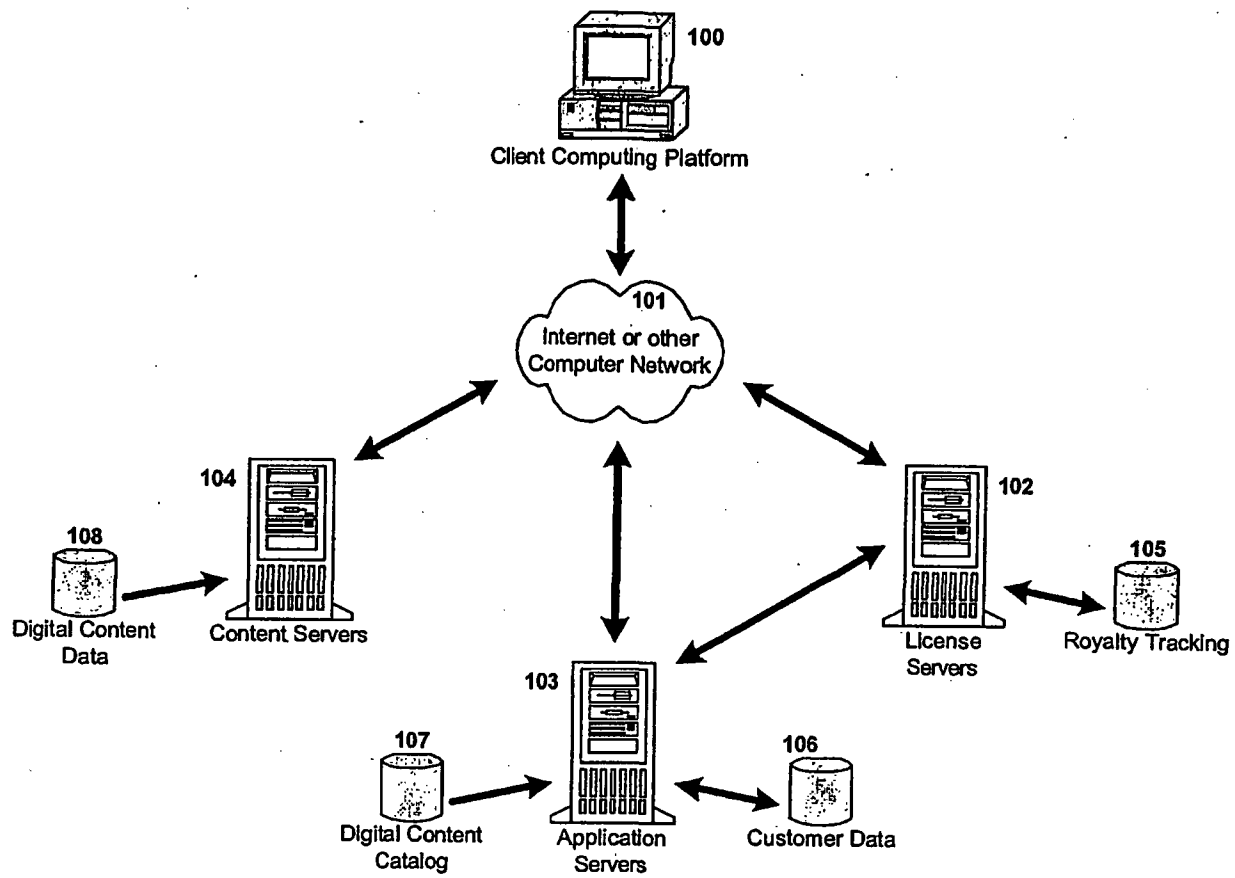 100
Client Computing Platform
101
Internet or other
Computer Network
104
102
108
105
Digital Content
Data
Content Servers
License
Servers
Royalty Tracking
103
107
106
Digital Content
Catalog
Application
Servers
Customer Data